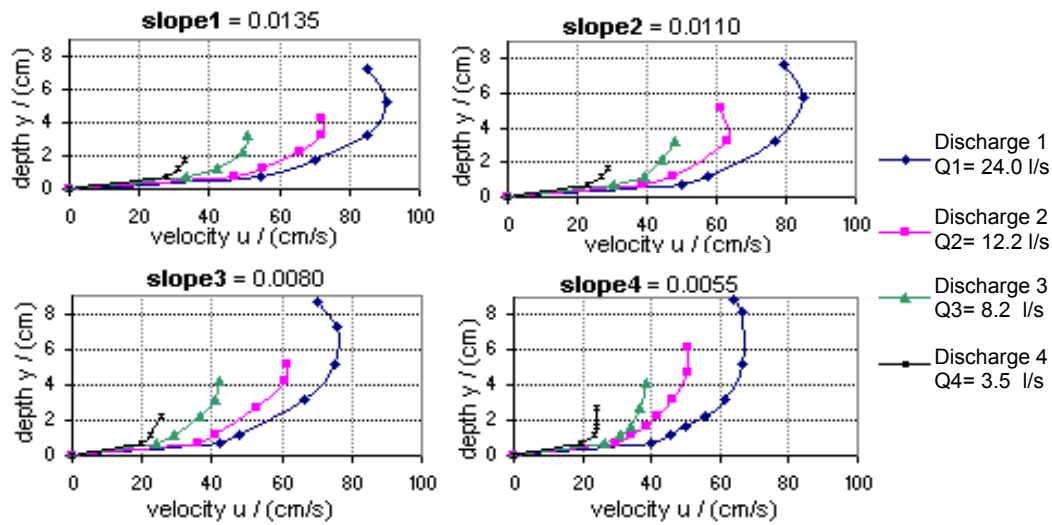 slope1 = 0.0135
depth y / (cm)
8
6
4
2
0
0 20 40 60 80 100
velocity u / (cm/s)
slope2 = 0.0110
depth y / (cm)
8
6
4
2
0
0 20 40 60 80 100
velocity u / (cm/s)
slope3 = 0.0080
depth y / (cm)
8
6
4
2
0
0 20 40 60 80 100
velocity u / (cm/s)
slope4 = 0.0055
depth y / (cm)
8
6
4
2
0
0 20 40 60 80 100
velocity u / (cm/s)
Discharge 1
Q1= 24.0 l/s
Discharge 2
Q2= 12.2 l/s
Discharge 3
Q3= 8.2 l/s
Discharge 4
Q4= 3.5 l/s